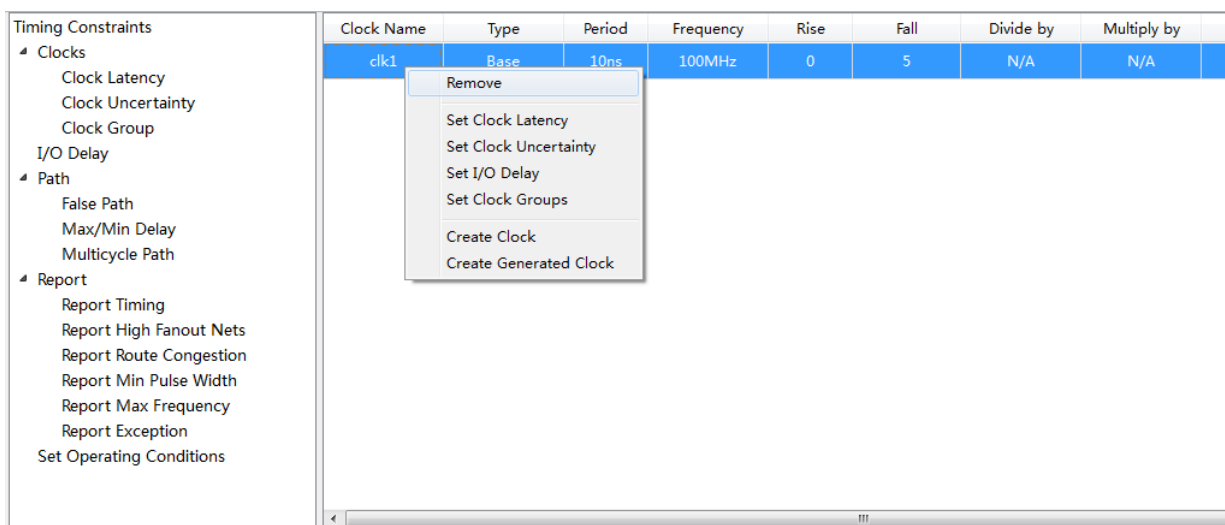 Timing Constraints
Clocks
Clock Latency
Clock Uncertainty
Clock Group
I/O Delay
Path
False Path
Max/Min Delay
Multicycle Path
Report
Report Timing
Report High Fanout Nets
Report Route Congestion
Report Min Pulse Width
Report Max Frequency
Report Exception
Set Operating Conditions
Clock Name Type Period Frequency Rise Fall Divide by Multiply by
clk1 Base 10ns 100MHz 0 5 N/A N/A
Remove
Set Clock Latency
Set Clock Uncertainty
Set I/O Delay
Set Clock Groups
Create Clock
Create Generated Clock